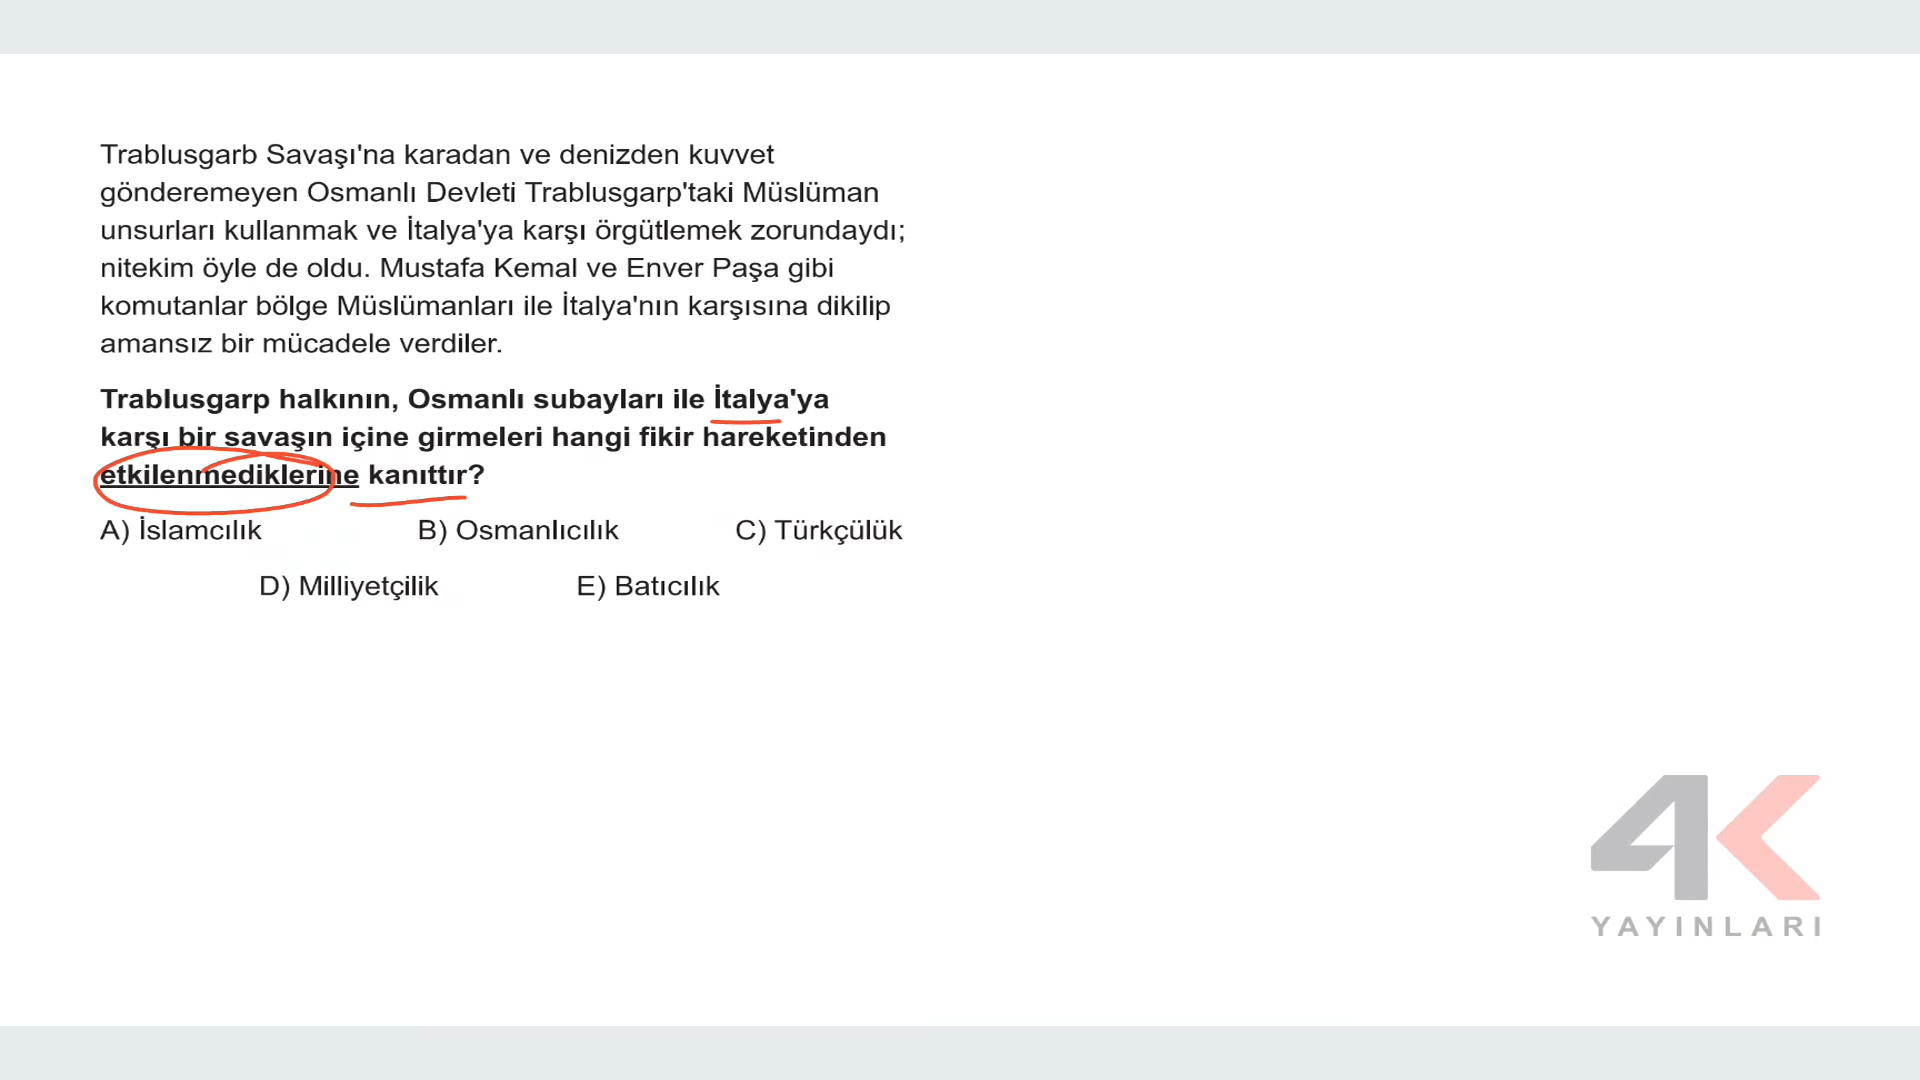 Trablusgarb Savaşı'na karadan ve denizden kuvvet
gönderemeyen Osmanlı Devleti Trablusgarp'taki Müslüman
unsurları kullanmak ve İtalya'ya karşı örgütlemek zorundaydı;
nitekim öyle de oldu. Mustafa Kemal ve Enver Paşa gibi
komutanlar bölge Müslümanları ile İtalya'nın karşısına dikilip
amansız bir mücadele verdiler.
Trablusgarp halkının, Osmanlı subayları ile İtalya'ya
karşı bir savaşın içine girmeleri hangi fikir hareketinden
etkilenmediklerine kanıttır?
A) İslamcılık B) Osmanlıcılık C) Türkçülük
D) Milliyetçilik E) Batıcılık
4K
YAYINLARI